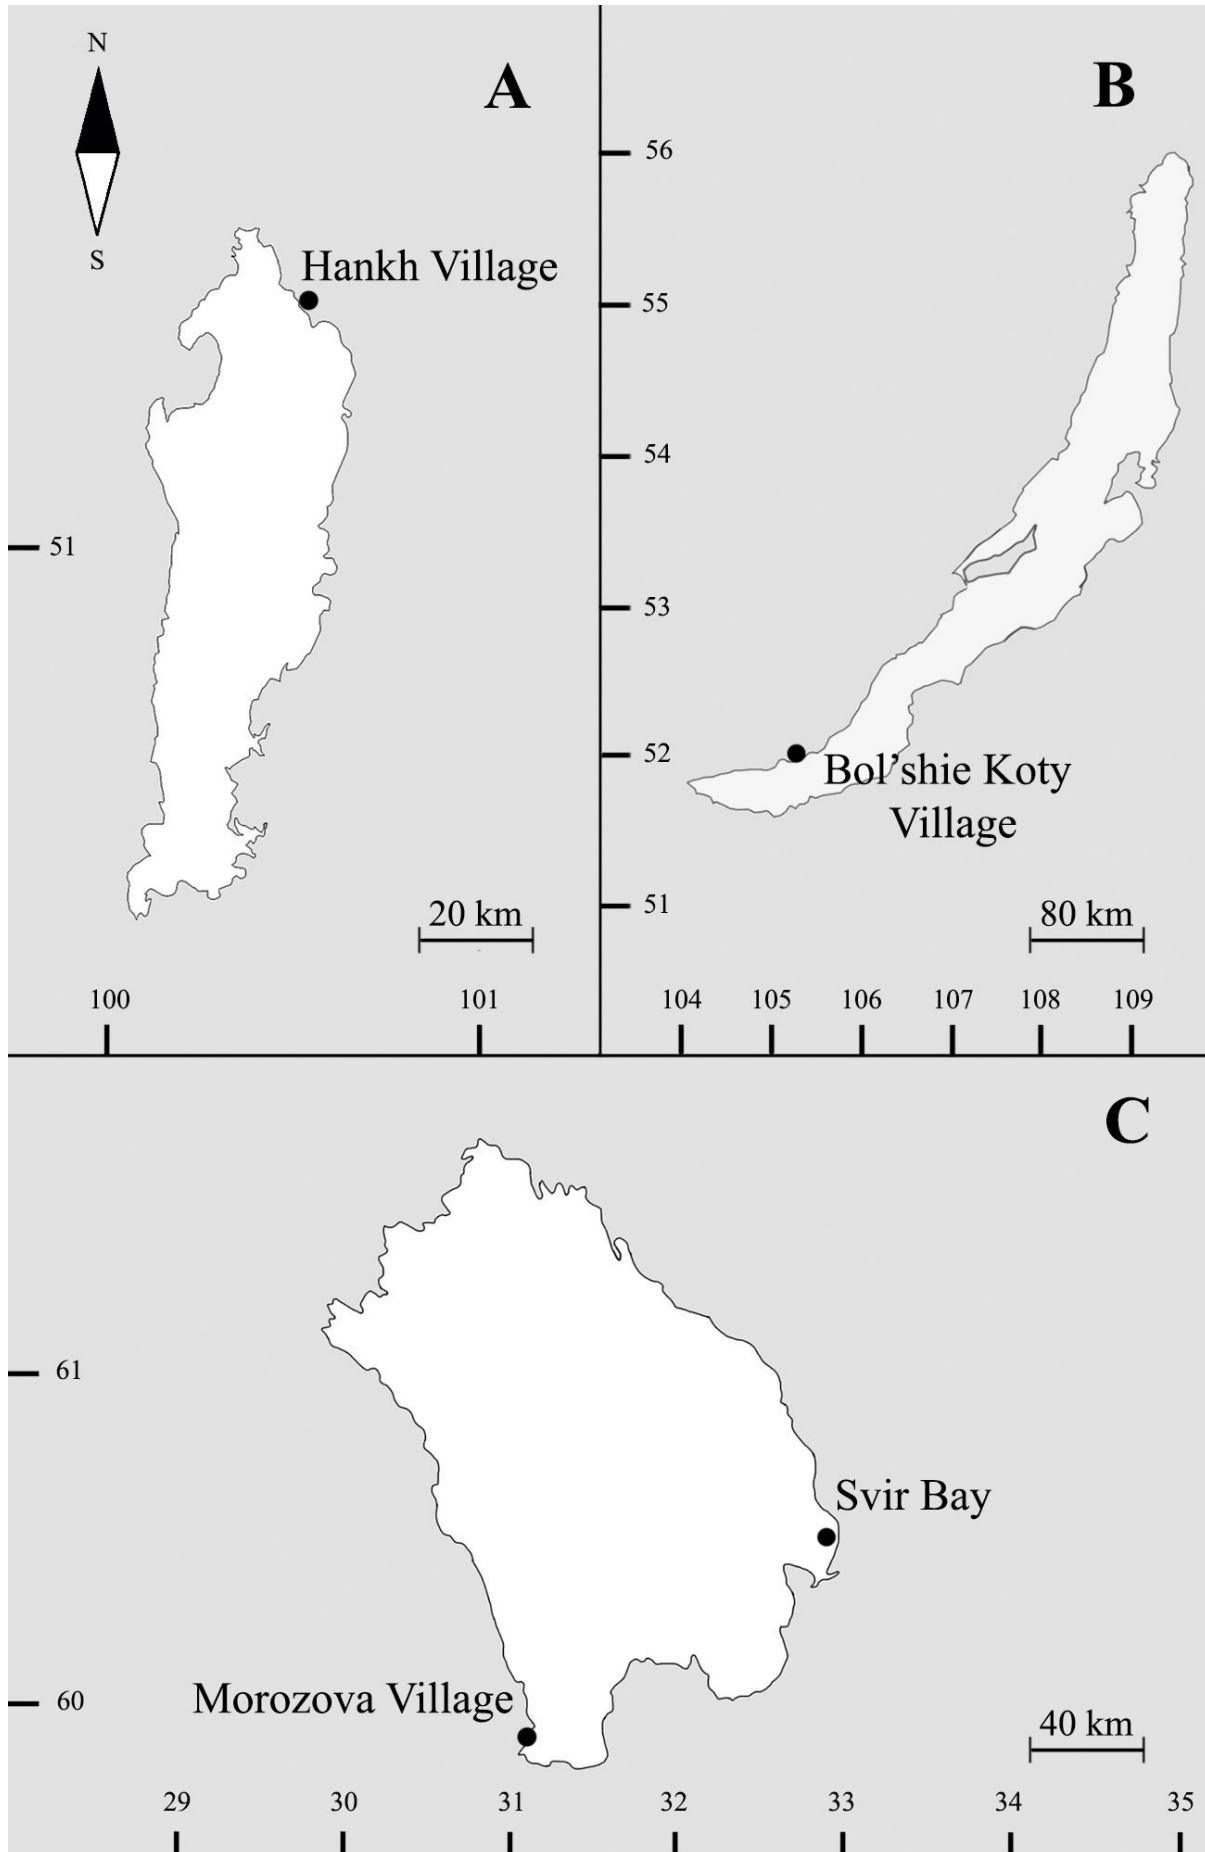 N
S
A
Hankh Village
51
20 km
100
101
B
56
55
54
53
52
51
Bol’shie Koty
Village
80 km
104
105
106
107
108
109
C
61
60
Svir Bay
Morozova Village
40 km
29
30
31
32
33
34
35